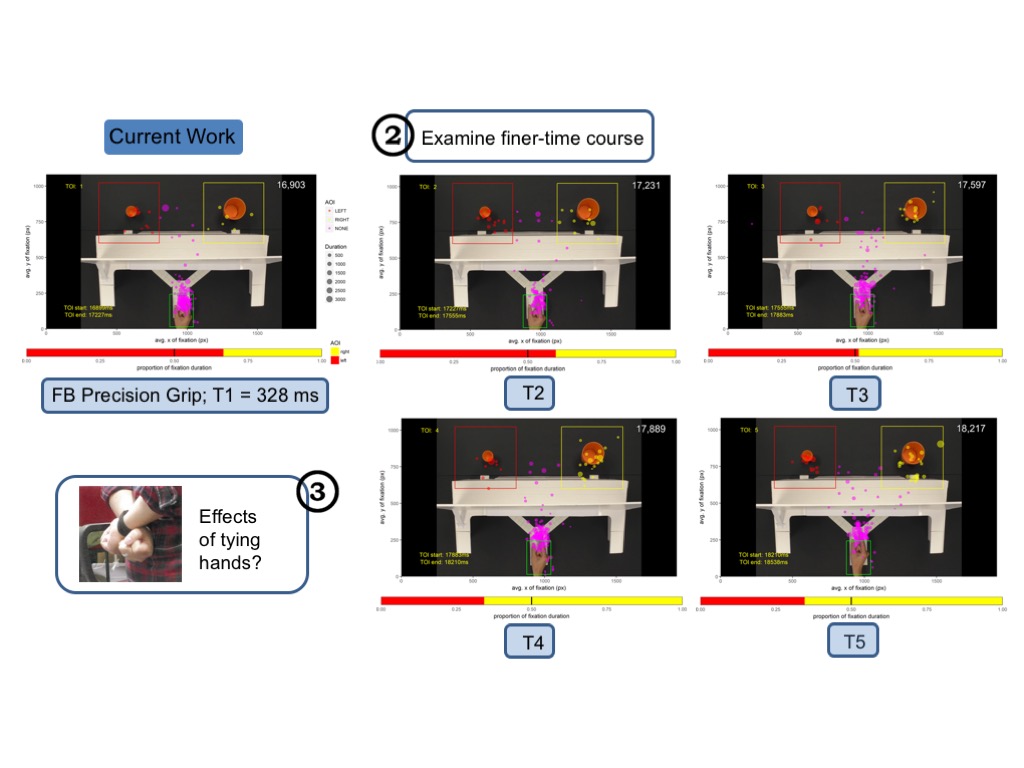 Current Work
2
Examine finer-time course
TOI: 1
16,903
1000
750
500
250
0
avg. y of fixation (px)
TOI end: 17227ms
0
500
1000
1500
avg. x of fixation (px)
AOI
LEFT
RIGHT
NONE
Duration
500
1000
1500
2000
2500
3000
AOI
right
left
0.00
0.25
0.50
0.75
1.00
proportion of fixation duration
FB Precision Grip; T1 = 328 ms
TOI: 2
17,231
1000
750
500
250
0
avg. y of fixation (px)
TOI start: 17227ms
TOI end: 17555ms
0
500
1000
1500
avg. x of fixation (px)
0.00
0.25
0.50
0.75
1.00
proportion of fixation duration
T2
TOI: 3
17,597
1000
750
500
250
0
avg. y of fixation (px)
TOI start: 17555ms
TOI end: 17883ms
0
500
1000
1500
avg. x of fixation (px)
0.00
0.25
0.50
0.75
1.00
proportion of fixation duration
T3
3
Effects
of tying
hands?
TOI: 4
17,889
1000
750
500
250
0
avg. y of fixation (px)
TOI start: 17883ms
TOI end: 18210ms
0
500
1000
1500
avg. x of fixation (px)
0.00
0.25
0.50
0.75
1.00
proportion of fixation duration
T4
TOI: 5
18,217
1000
750
500
250
0
avg. y of fixation (px)
TOI start: 18210ms
TOI end: 18538ms
0
500
1000
1500
avg. x of fixation (px)
0.00
0.25
0.50
0.75
1.00
proportion of fixation duration
T5